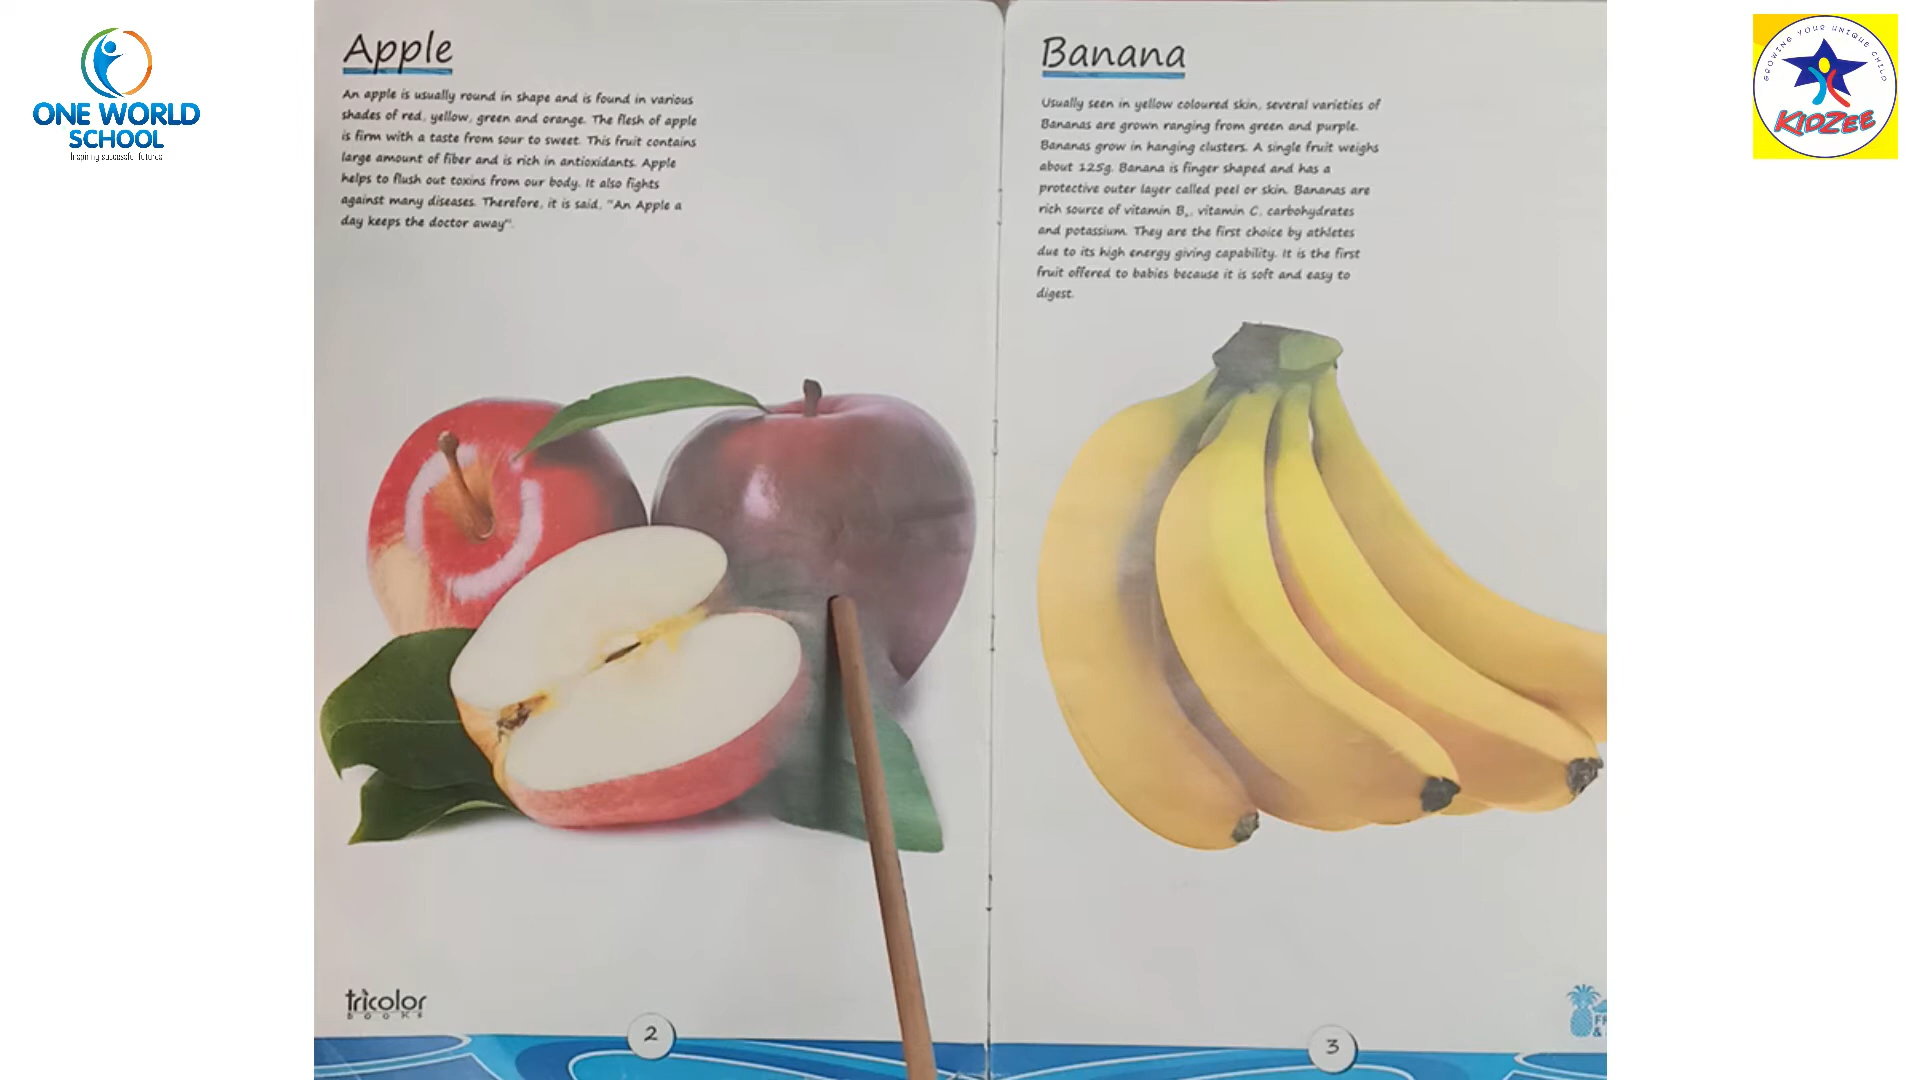 ONE WORLD
SCHOOL
Inspiring successful futures
Apple
An apple is usually round in shape and is found in various
shades of red, yellow, green and orange. The flesh of apple
is firm with a taste from sour to sweet. This fruit contains
large amount of fiber and is rich in antioxidants. Apple
helps to flush out toxins from our body. It also fights
against many diseases. Therefore, it is said, "An Apple a
day keeps the doctor away".
tricolor
BOOKS
2
Banana
Usually seen in yellow coloured skin, several varieties of
Bananas are grown ranging from green and purple.
Bananas grow in hanging clusters. A single fruit weighs
about 125g. Banana is finger shaped and has a
protective outer layer called peel or skin. Bananas are
rich source of vitamin B, vitamin C, carbohydrates
and potassium. They are the first choice by athletes
due to its high energy giving capability. It is the first
fruit offered to babies because it is soft and easy to
digest.
3
GROWING YOUR UNIQUE CHILD
KIDZEE